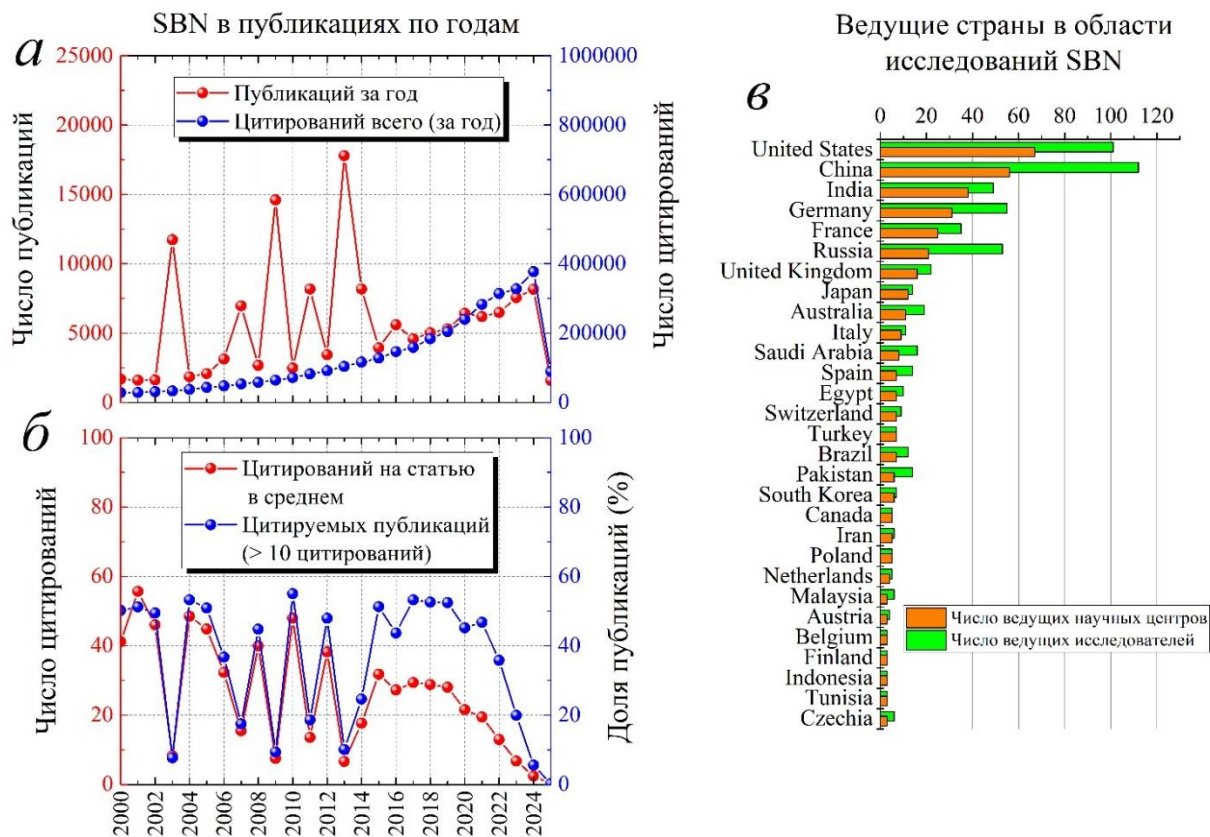 SBN в публикациях по годам
а
25000
20000
15000
10000
5000
0
Число публикаций
1000000
800000
600000
400000
200000
0
Число цитирований
Публикаций за год
Цитирований всего (за год)
б
100
80
60
40
20
0
Число цитирований
100
80
60
40
20
0
Доля публикаций (%)
Цитирований на статью
в среднем
Цитируемых публикаций
(> 10 цитирований)
2000
2002
2004
2006
2008
2010
2012
2014
2016
2018
2020
2022
2024
Ведущие страны в области
исследований SBN
в
0 20 40 60 80 100 120
United States
China
India
Germany
France
Russia
United Kingdom
Japan
Australia
Italy
Saudi Arabia
Spain
Egypt
Switzerland
Turkey
Brazil
Pakistan
South Korea
Canada
Iran
Poland
Netherlands
Malaysia
Austria
Belgium
Finland
Indonesia
Tunisia
Czechia
Число ведущих научных центров
Число ведущих исследователей